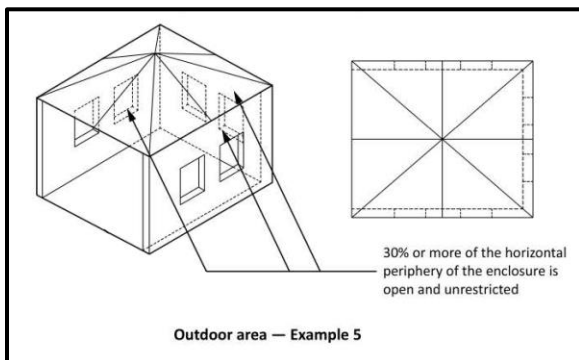 30% or more of the horizontal
periphery of the enclosure is
open and unrestricted
Outdoor area — Example 5